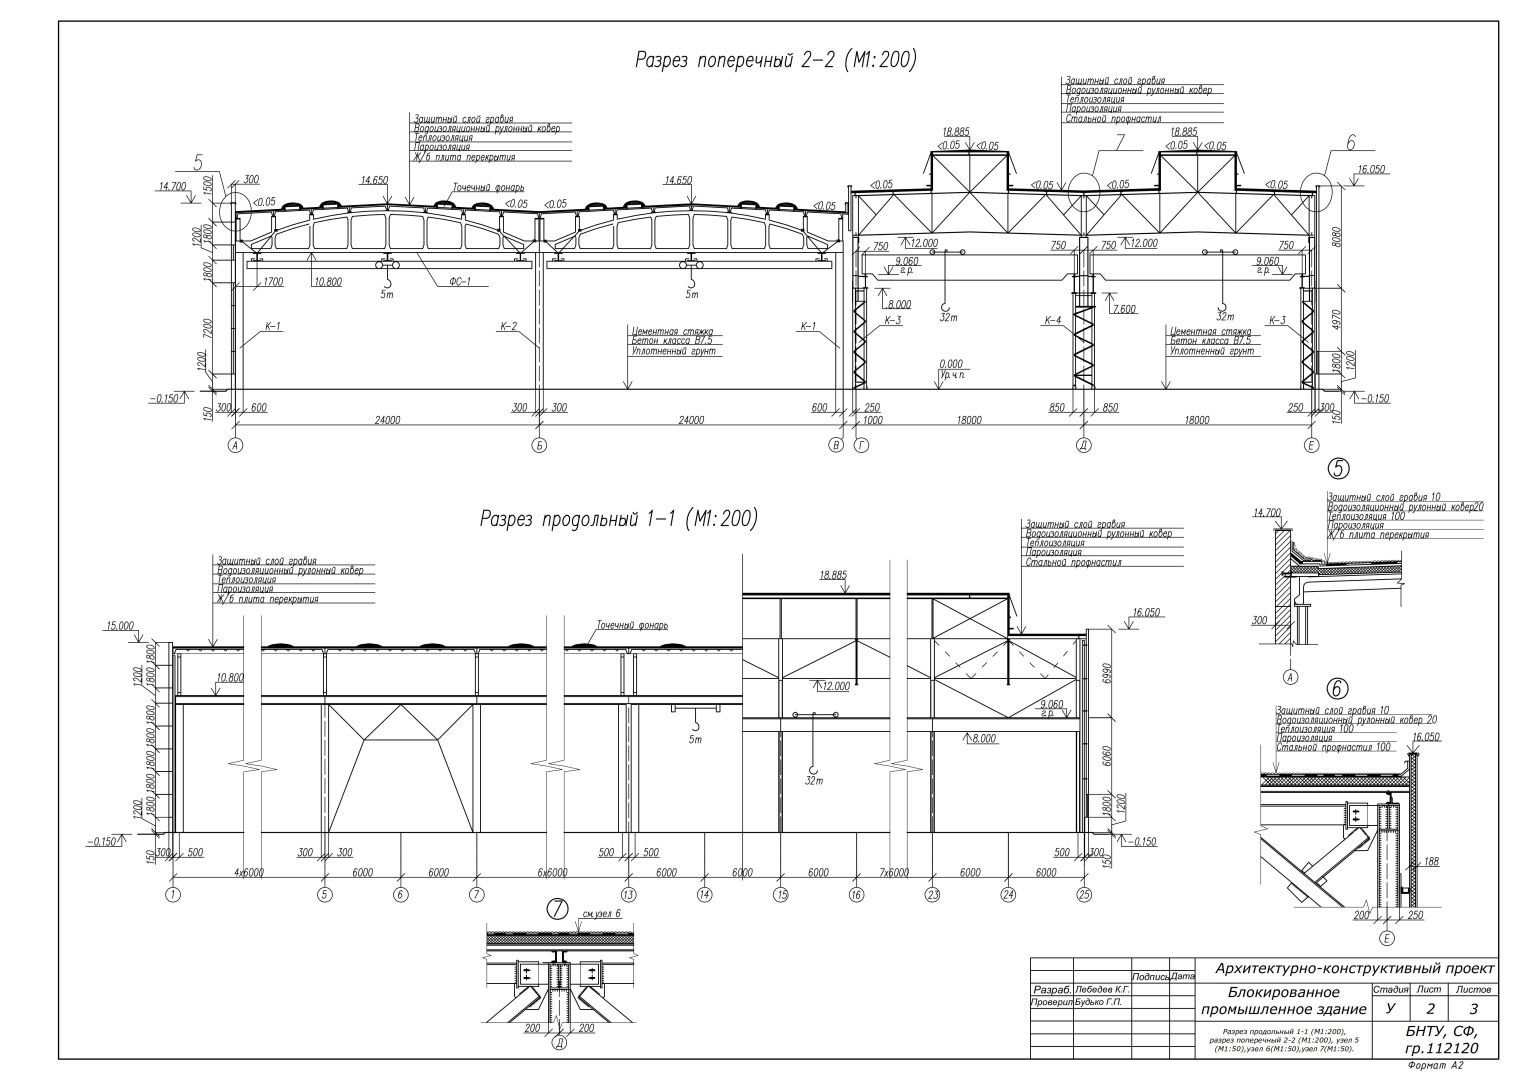 Разрез поперечный 2-2 (М1:200)
Защитный слой гравия
Водоизоляционный рулонный ковер
Теплоизоляция
Пароизоляция
Ж/б плита перекрытия
Защитный слой гравия
Водоизоляционный рулонный ковер
Теплоизоляция
Пароизоляция
Стальной профнастил
5
7
6
18.885
18.885
<0.05 <0.05
<0.05 <0.05
14.700
300
1500
14.650
14.650
16.050
Точечный фонарь
<0.05
<0.05
<0.05
<0.05
<0.05
<0.05
<0.05
<0.05
1800
1200
1800
7200
1200
150
1700
10.800
ФС-1
5т
5т
750
12.000
750
750
12.000
750
9.060
г.р.
9.060
г.р.
8.000
7.600
32т
32т
8080
4970
1800
1200
150
К-1
К-2
К-1
К-3
К-4
К-3
Цементная стяжка
Бетон класса В7.5
Уплотненный грунт
Цементная стяжка
Бетон класса В7.5
Уплотненный грунт
0.000
Ур.ч.п.
-0.150
-0.150
300 600 300 300 600 250 850 850 250 300
24000 24000 1000 18000 18000
А Б В Г Д Е
Разрез продольный 1-1 (М1:200)
Защитный слой гравия
Водоизоляционный рулонный ковер
Теплоизоляция
Пароизоляция
Ж/б плита перекрытия
Защитный слой гравия
Водоизоляционный рулонный ковер
Теплоизоляция
Пароизоляция
Стальной профнастил
18.885
15.000
16.050
Точечный фонарь
10.800
12.000
9.060
г.р.
8.000
5т
32т
1800
1800
1200
1800
1800
1800
1800
1800
1200
150
6990
6060
1800
1200
150
-0.150
-0.150
300 500 300 300 500 500 500 300
4х6000 6000 6000 6х6000 6000 6000 6000 7х6000 6000 6000
1 5 6 7 13 14 15 16 23 24 25
5
Защитный слой гравия 10
Водоизоляционный рулонный ковер20
Теплоизоляция 100
Пароизоляция
Ж/б плита перекрытия
14.700
300
А
6
Защитный слой гравия 10
Водоизоляционный рулонный ковер 20
Теплоизоляция 100
Пароизоляция
Стальной профнастил 100
16.050
188
200 250
Е
7
см.узел 6
200 200
Д
Архитектурно-конструктивный проект
Подпись Дата
Разраб. Лебедев К.Г.
Проверил Будько Г.П.
Блокированное
промышленное здание
Стадия Лист Листов
У 2 3
Разрез продольный 1-1 (М1:200),
разрез поперечный 2-2 (М1:200), узел 5
(М1:50),узел 6(М1:50),узел 7(М1:50).
БНТУ, СФ,
гр.112120
Формат А2